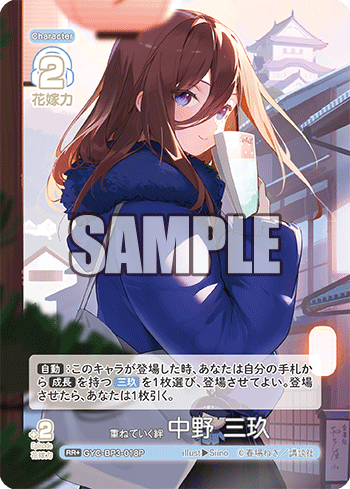 Character
2
花嫁力
SAMPLE
自動:このキャラが登場した時、あなたは自分の手札か
ら 成長 を持つ 三玖 を1枚選び、登場させてよい。登場
させたら、あなたは1枚引く。
+2
花嫁力
重ねていく絆 中野 三玖
RR+ GYC-BP3-018P illust▶Siino ©春場ねぎ/講談社